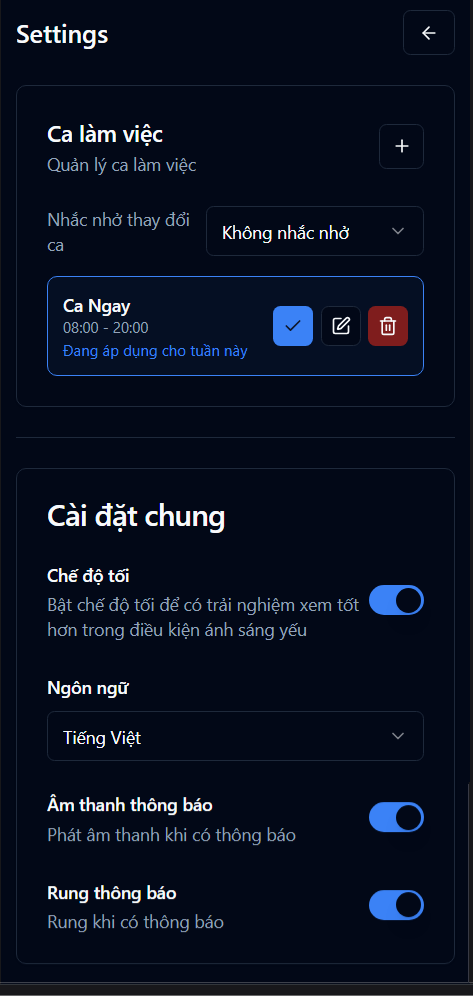 Settings
Ca làm việc
Quản lý ca làm việc
Nhắc nhở thay đổi
ca
Không nhắc nhở
Ca Ngay
08:00 - 20:00
Đang áp dụng cho tuần này
Cài đặt chung
Chế độ tối
Bật chế độ tối để có trải nghiệm xem tốt
hơn trong điều kiện ánh sáng yếu
Ngôn ngữ
Tiếng Việt
Âm thanh thông báo
Phát âm thanh khi có thông báo
Rung thông báo
Rung khi có thông báo